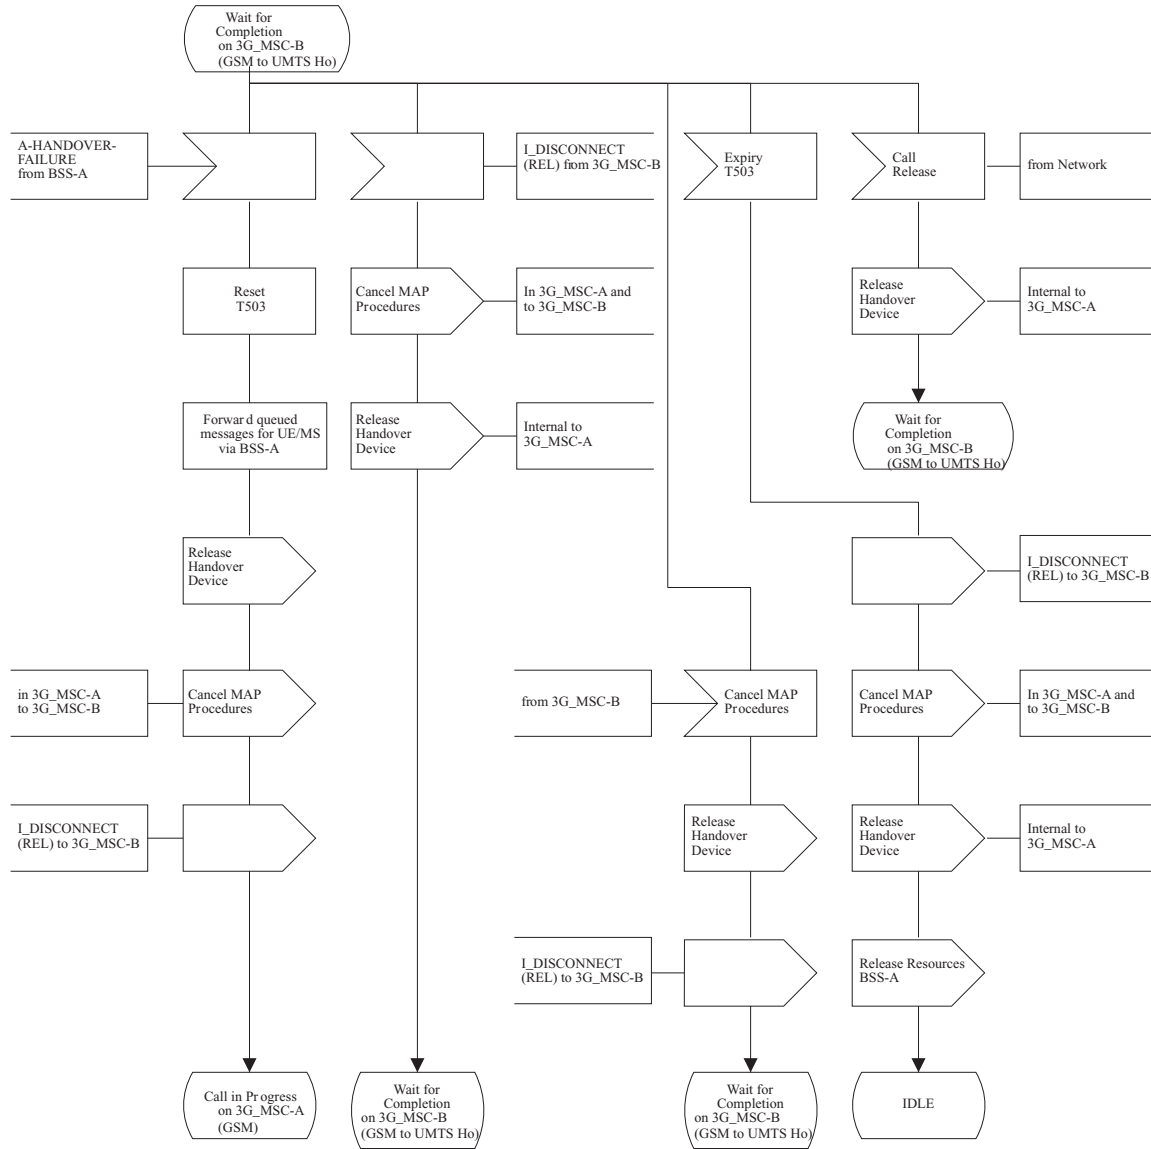 Wait for
Completion
on 3G_MSC-B
(GSM to UMTS Ho)
A-HANDOVER-
FAILURE
from BSS-A
I_DISCONNECT
(REL) from 3G_MSC-B
Expiry
T503
Call
Release
from Network
Reset
T503
Cancel MAP
Procedures
In 3G_MSC-A and
to 3G_MSC-B
Release
Handover
Device
Internal to
3G_MSC-A
Forward queued
messages for UE/MS
via BSS-A
Release
Handover
Device
Internal to
3G_MSC-A
Wait for
Completion
on 3G_MSC-B
(GSM to UMTS Ho)
Release
Handover
Device
I_DISCONNECT
(REL) to 3G_MSC-B
in 3G_MSC-A
to 3G_MSC-B
Cancel MAP
Procedures
from 3G_MSC-B
Cancel MAP
Procedures
Cancel MAP
Procedures
In 3G_MSC-A and
to 3G_MSC-B
I_DISCONNECT
(REL) to 3G_MSC-B
Release
Handover
Device
Release
Handover
Device
Internal to
3G_MSC-A
I_DISCONNECT
(REL) to 3G_MSC-B
Release Resources
BSS-A
Call in Progress
on 3G_MSC-A
(GSM)
Wait for
Completion
on 3G_MSC-B
(GSM to UMTS Ho)
Wait for
Completion
on 3G_MSC-B
(GSM to UMTS Ho)
IDLE